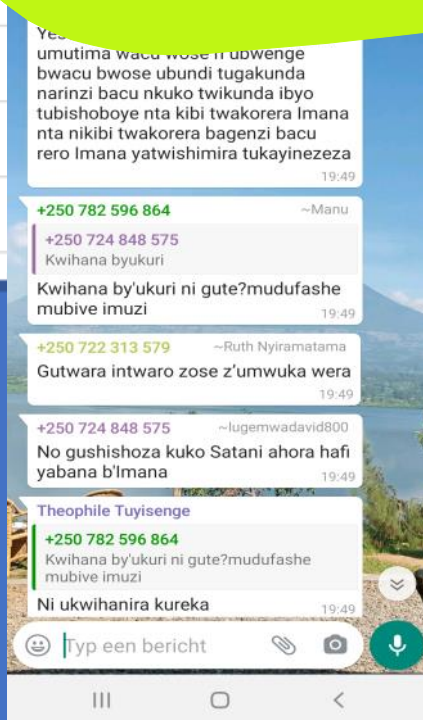 umutima wacu wose n'ubwenge
bwacu bwose ubundi tugakunda
narinzi bacu nkuko twikunda ibyo
tubishoboye nta kibi twakorera Imana
nta nikibi twakorera bagenzi bacu
rero Imana yatwishimira tukayinezeza
19:49
+250 782 596 864 ~Manu
+250 724 848 575
Kwihana byukuri
Kwihana by'ukuri ni gute?mudufashe
mubive imuzi
19:49
+250 722 313 579 ~Ruth Nyiramatama
Gutwara intwaro zose z'umwuka wera
19:49
+250 724 848 575 ~lugemwadavid800
No gushishoza kuko Satani ahora hafi
yabana b'Imana
19:49
Theophile Tuyisenge
+250 782 596 864
Kwihana by'ukuri ni gute?mudufashe
mubive imuzi
Ni ukwihanira kureka
19:49
Typ een bericht